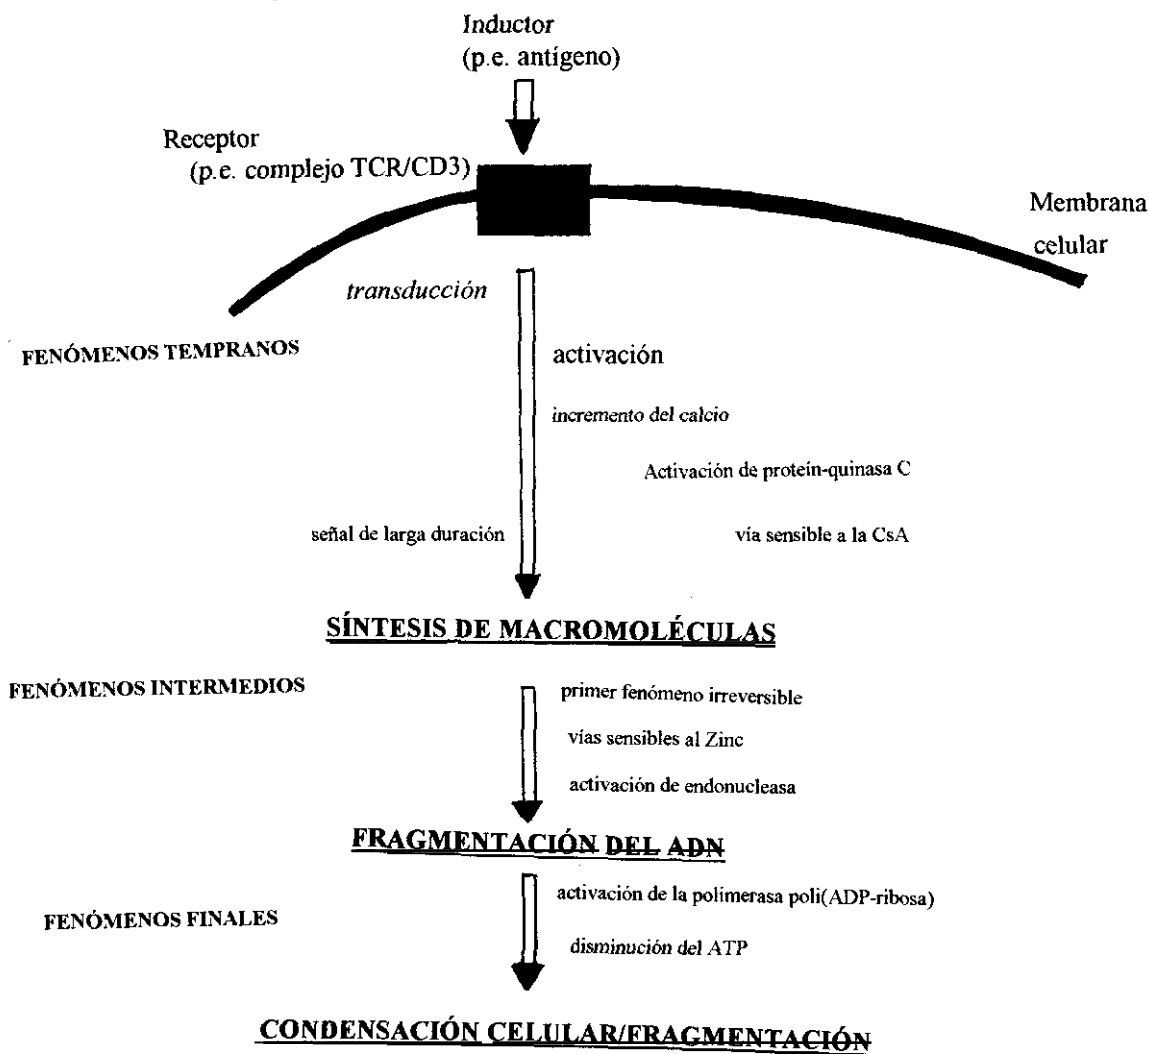 Inductor
(p.e. antígeno)
Receptor
(p.e. complejo TCR/CD3)
Membrana
celular
transducción
FENÓMENOS TEMPRANOS
activación
incremento del calcio
Activación de proteín-quinasa C
señal de larga duración
vía sensible a la CsA
SÍNTESIS DE MACROMOLÉCULAS
FENÓMENOS INTERMEDIOS
primer fenómeno irreversible
vías sensibles al Zinc
activación de endonucleasa
FRAGMENTACIÓN DEL ADN
activación de la polimerasa poli(ADP-ribosa)
FENÓMENOS FINALES
disminución del ATP
CONDENSACIÓN CELULAR/FRAGMENTACIÓN